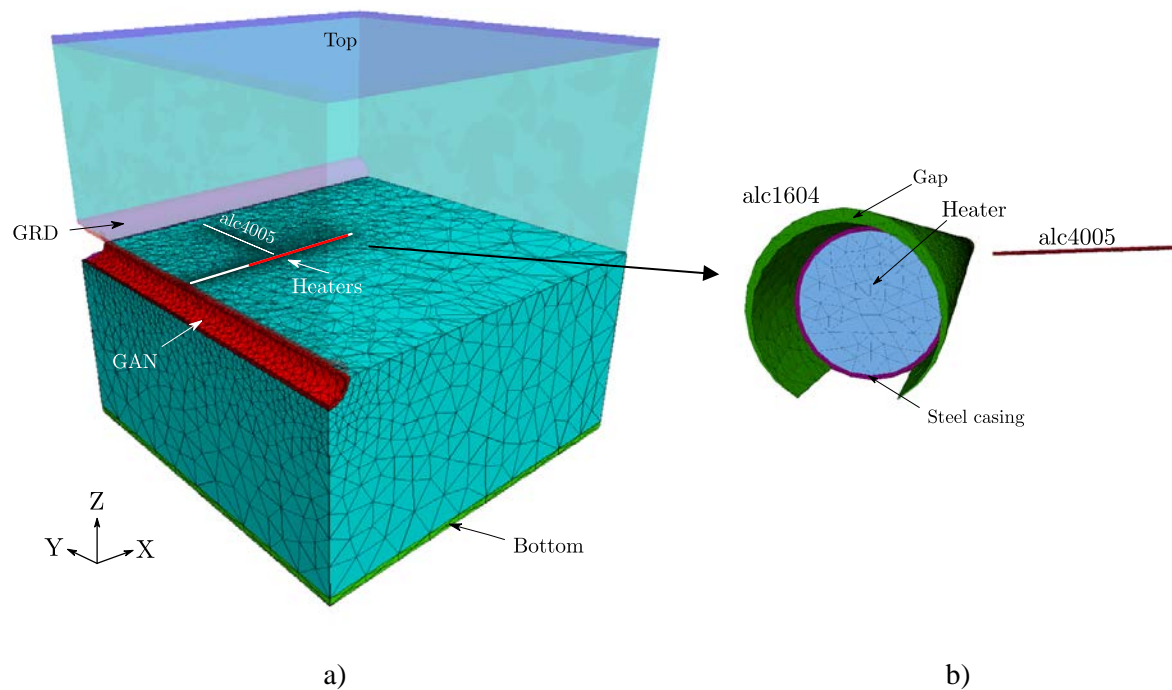 Top
GRD
alc4005
Heaters
GAN
Bottom
Z
Y
X
a)
alc1604
Gap
Heater
alc4005
Steel casing
b)